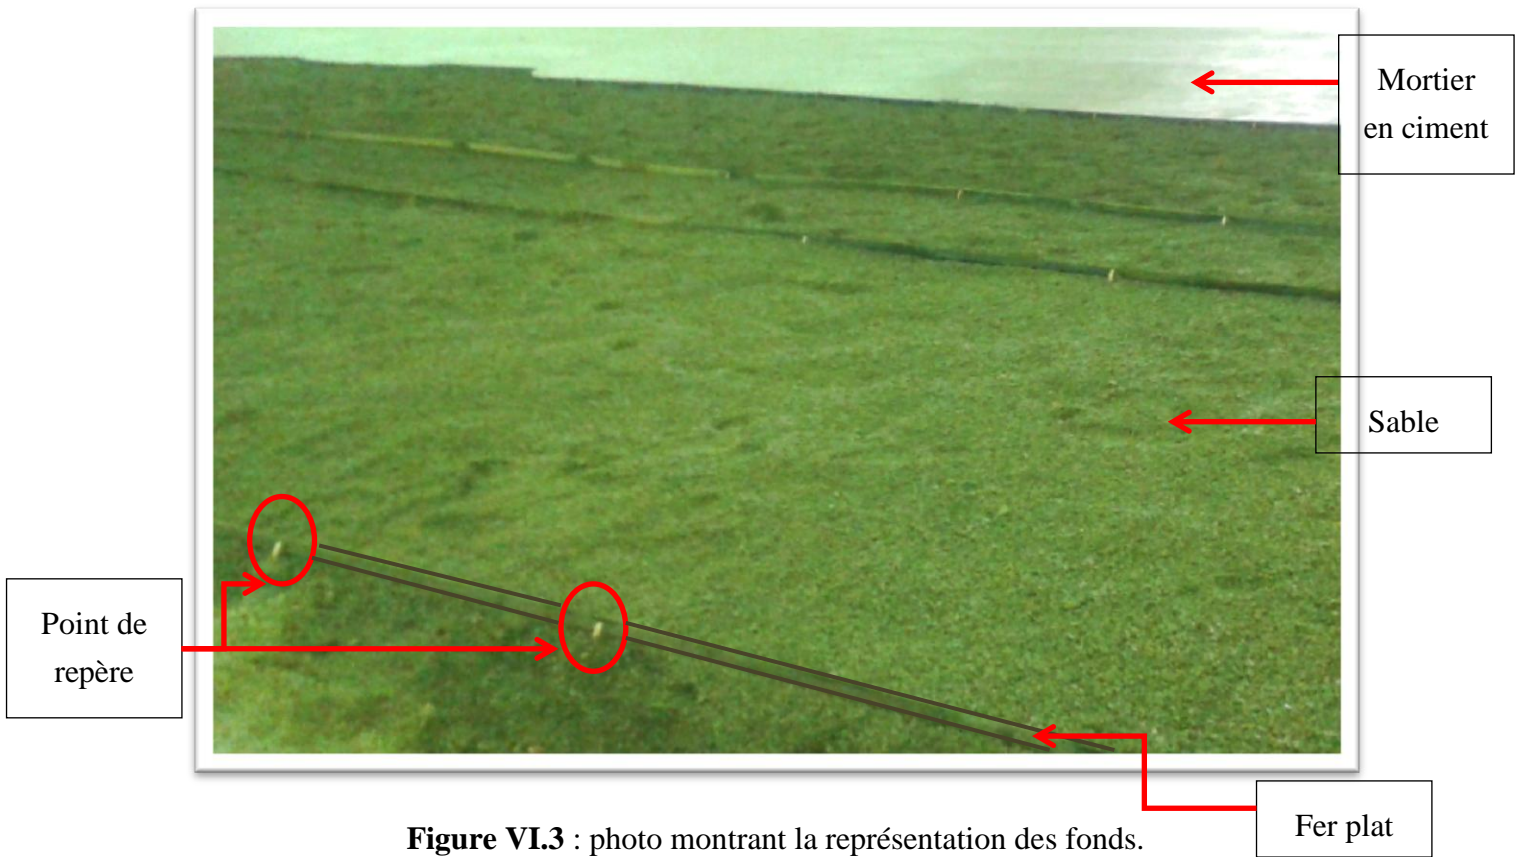 Mortier
en ciment
Sable
Point de
repère
Fer plat
Figure VI.3 : photo montrant la représentation des fonds.